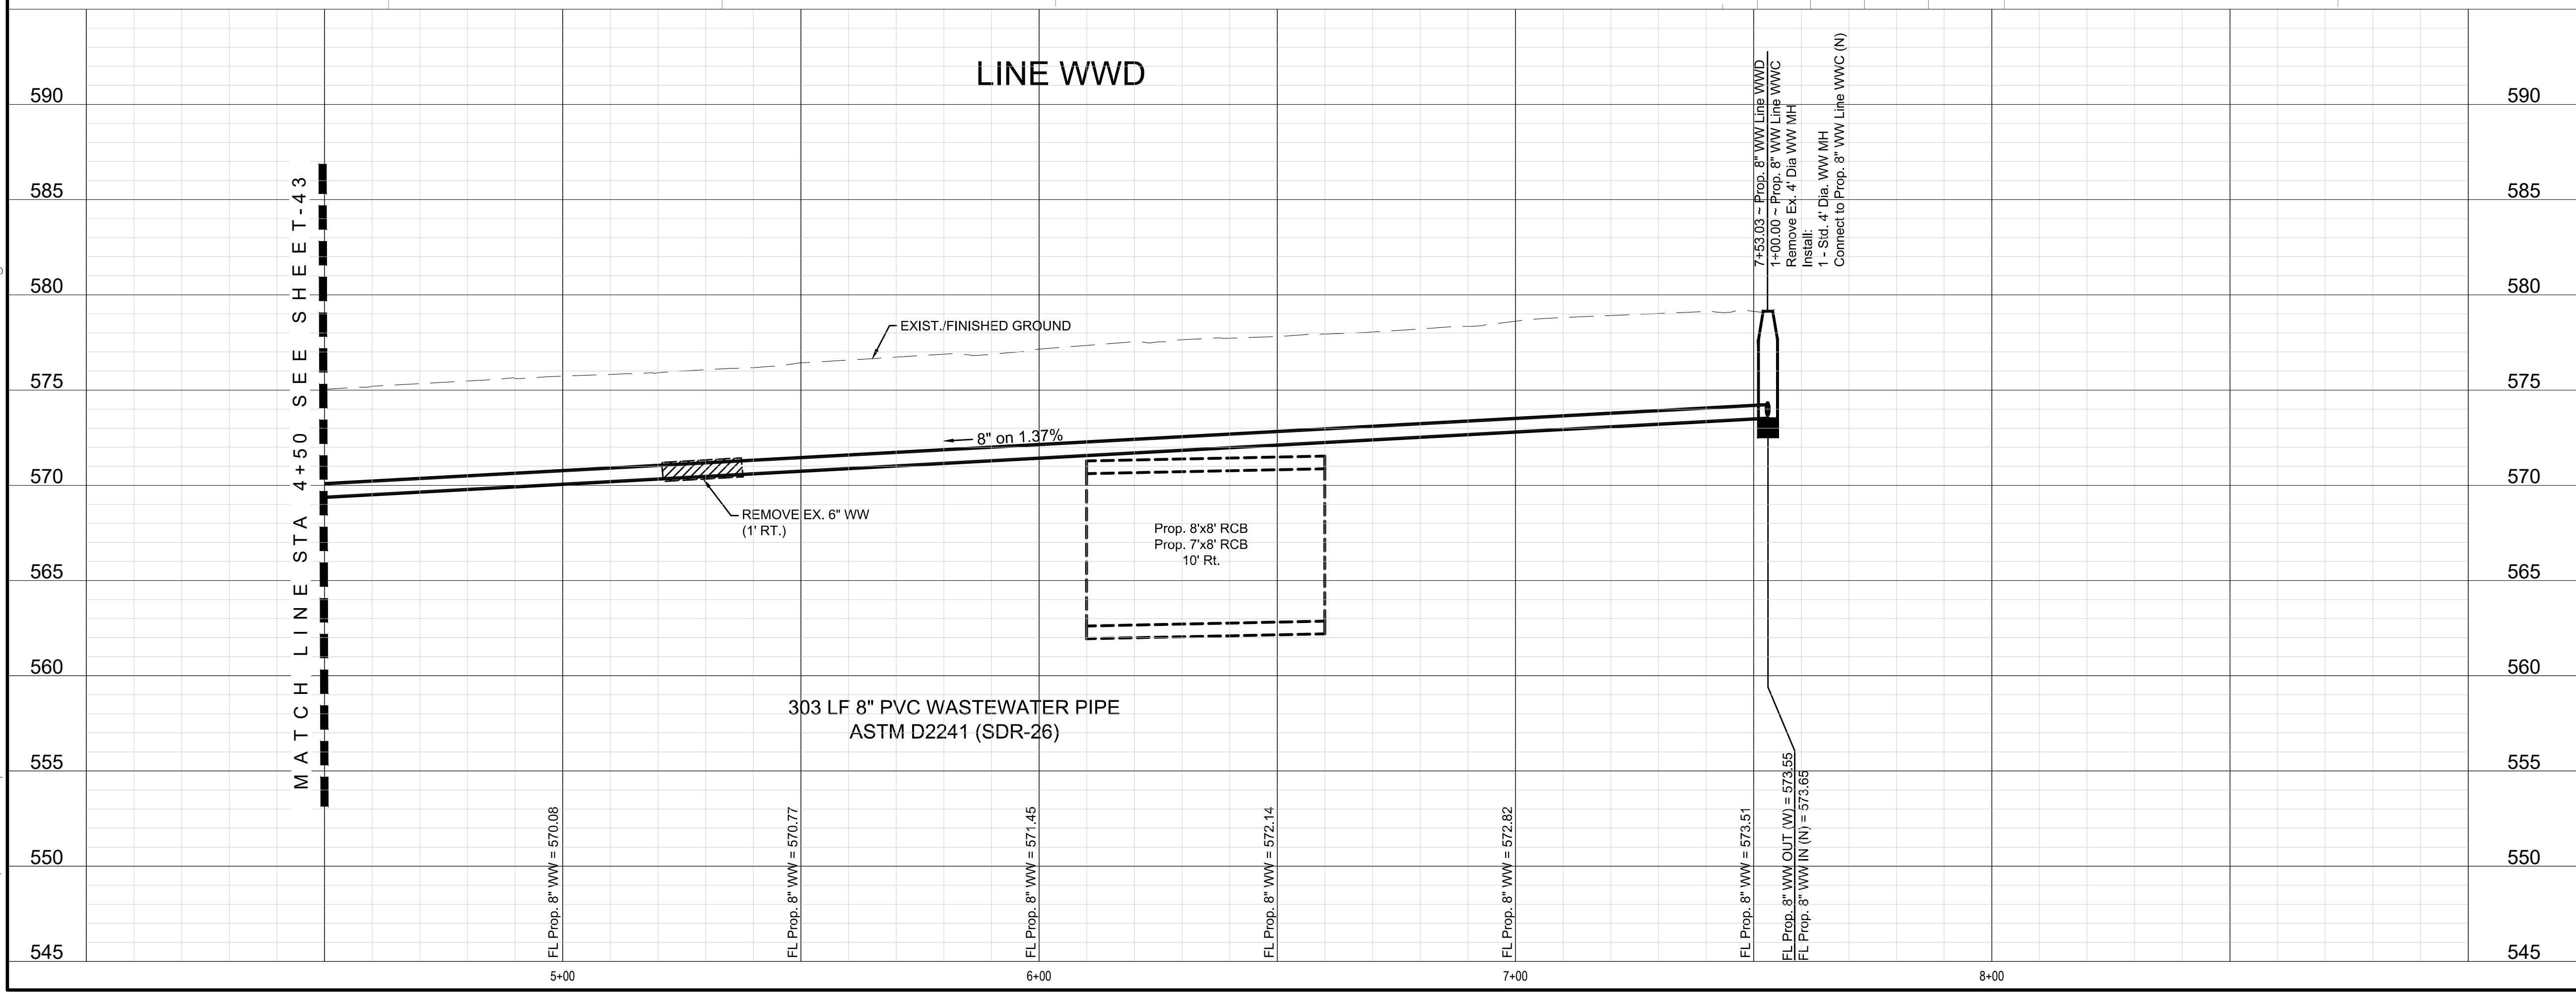 LINE WWD
590
585
580
575
570
565
560
555
550
545
590
585
580
575
570
565
560
555
550
545
MATCH LINE STA 4+50 SEE SHEET-43
7+53.03 ~ Prop. 8" WW Line WWD
1+00.00 ~ Prop. 8" WW Line WWC
Remove Ex. 4' Dia WW MH
Install:
1 - Std. 4' Dia. WW MH
Connect to Prop. 8" WW Line WWC (N)
EXIST./FINISHED GROUND
8" on 1.37%
REMOVE EX. 6" WW
(1' RT.)
Prop. 8'x8' RCB
Prop. 7'x8' RCB
10' Rt.
303 LF 8" PVC WASTEWATER PIPE
ASTM D2241 (SDR-26)
FL Prop. 8" WW = 570.08
FL Prop. 8" WW = 570.77
FL Prop. 8" WW = 571.45
FL Prop. 8" WW = 572.14
FL Prop. 8" WW = 572.82
FL Prop. 8" WW = 573.51
FL Prop. 8" WW OUT (W) = 573.55
FL Prop. 8" WW IN (N) = 573.65
5+00
6+00
7+00
8+00